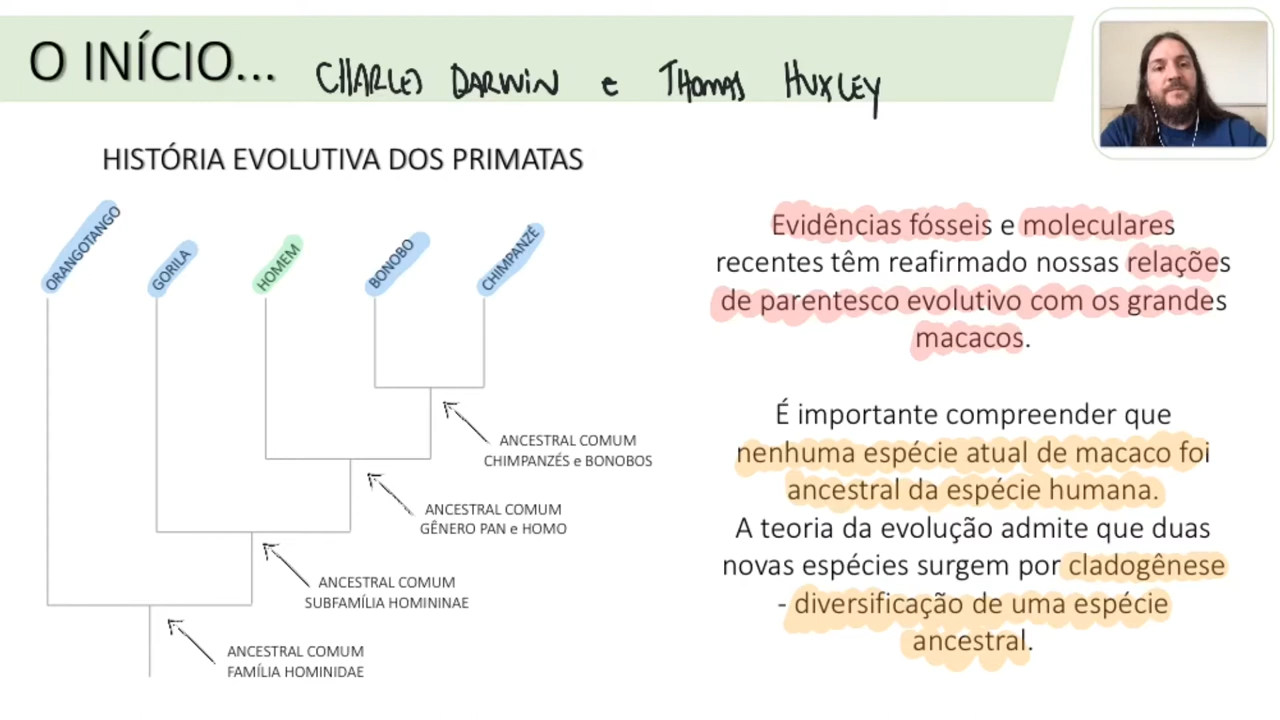 O INÍCIO... CHARLES DARWIN e THOMAS HUXLEY
HISTÓRIA EVOLUTIVA DOS PRIMATAS
ORANGOTANGO
GORILA
HOMEM
BONOBO
CHIMPANZÉ
ANCESTRAL COMUM
CHIMPANZÉS e BONOBOS
ANCESTRAL COMUM
GÊNERO PAN e HOMO
ANCESTRAL COMUM
SUBFAMÍLIA HOMININAE
ANCESTRAL COMUM
FAMÍLIA HOMINIDAE
Evidências fósseis e moleculares
recentes têm reafirmado nossas relações
de parentesco evolutivo com os grandes
macacos.
É importante compreender que
nenhuma espécie atual de macaco foi
ancestral da espécie humana.
A teoria da evolução admite que duas
novas espécies surgem por cladogênese
- diversificação de uma espécie
ancestral.